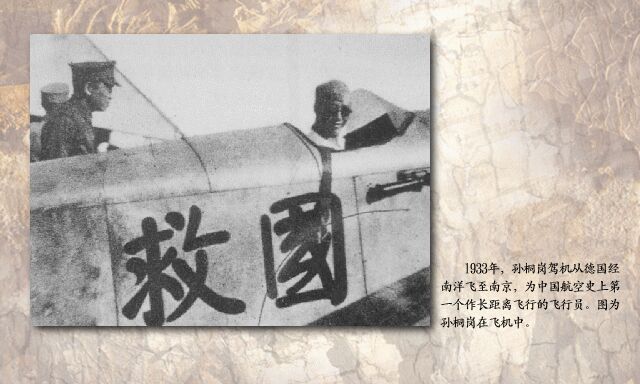 救國
1933年，孙桐岗驾机从德国经
南洋飞至南京，为中国航空史上第
一个作长距离飞行的飞行员。图为
孙桐岗在飞机中。